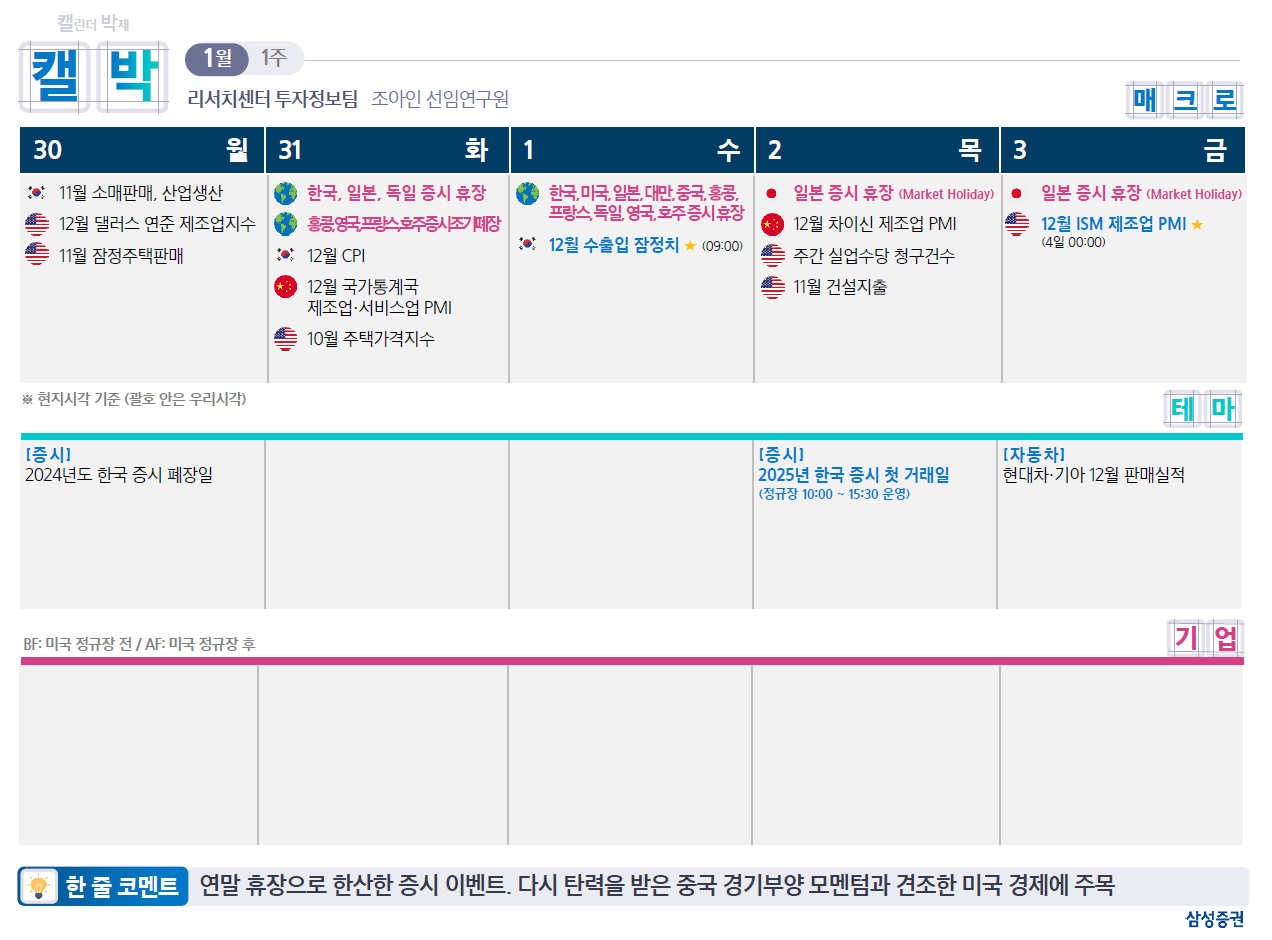 캘린더 박제
캘 박
1월 1주
리서치센터 투자정보팀 조아인 선임연구원
매크로
30 월
31 화
1 수
2 목
3 금
11월 소매판매, 산업생산
12월 댈러스 연준 제조업지수
11월 잠정주택판매
한국, 일본, 독일 증시 휴장
홍콩,영국,프랑스,호주증시조기폐장
12월 CPI
12월 국가통계국
제조업·서비스업 PMI
10월 주택가격지수
한국, 미국, 일본, 대만, 중국, 홍콩,
프랑스, 독일, 영국, 호주 증시 휴장
12월 수출입 잠정치 ★ (09:00)
일본 증시 휴장 (Market Holiday)
12월 차이신 제조업 PMI
주간 실업수당 청구건수
11월 건설지출
일본 증시 휴장 (Market Holiday)
12월 ISM 제조업 PMI ★
(4일 00:00)
※ 현지시각 기준 (괄호 안은 우리시각)
테마
[증시]
2024년도 한국 증시 폐장일
[증시]
2025년 한국 증시 첫 거래일
(정규장 10:00 ~ 15:30 운영)
[자동차]
현대차·기아 12월 판매실적
BF: 미국 정규장 전 / AF: 미국 정규장 후
기업
한 줄 코멘트
연말 휴장으로 한산한 증시 이벤트. 다시 탄력을 받은 중국 경기부양 모멘텀과 견조한 미국 경제에 주목
삼성증권